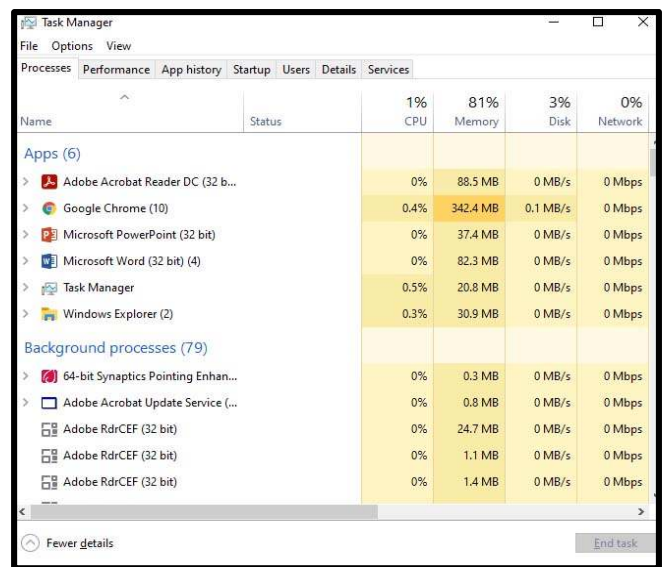 Task Manager
File Options View
Processes Performance App history Startup Users Details Services
1% 81% 3% 0%
Name Status CPU Memory Disk Network
Apps (6)
Adobe Acrobat Reader DC (32 b... 0% 88.5 MB 0 MB/s 0 Mbps
Google Chrome (10) 0.4% 342.4 MB 0.1 MB/s 0 Mbps
Microsoft PowerPoint (32 bit) 0% 37.4 MB 0 MB/s 0 Mbps
Microsoft Word (32 bit) (4) 0% 82.3 MB 0 MB/s 0 Mbps
Task Manager 0.5% 20.8 MB 0 MB/s 0 Mbps
Windows Explorer (2) 0.3% 30.9 MB 0 MB/s 0 Mbps
Background processes (79)
64-bit Synaptics Pointing Enhan... 0% 0.3 MB 0 MB/s 0 Mbps
Adobe Acrobat Update Service (... 0% 0.8 MB 0 MB/s 0 Mbps
Adobe RdrCEF (32 bit) 0% 24.7 MB 0 MB/s 0 Mbps
Adobe RdrCEF (32 bit) 0% 1.1 MB 0 MB/s 0 Mbps
Adobe RdrCEF (32 bit) 0% 1.4 MB 0 MB/s 0 Mbps
Fewer details End task